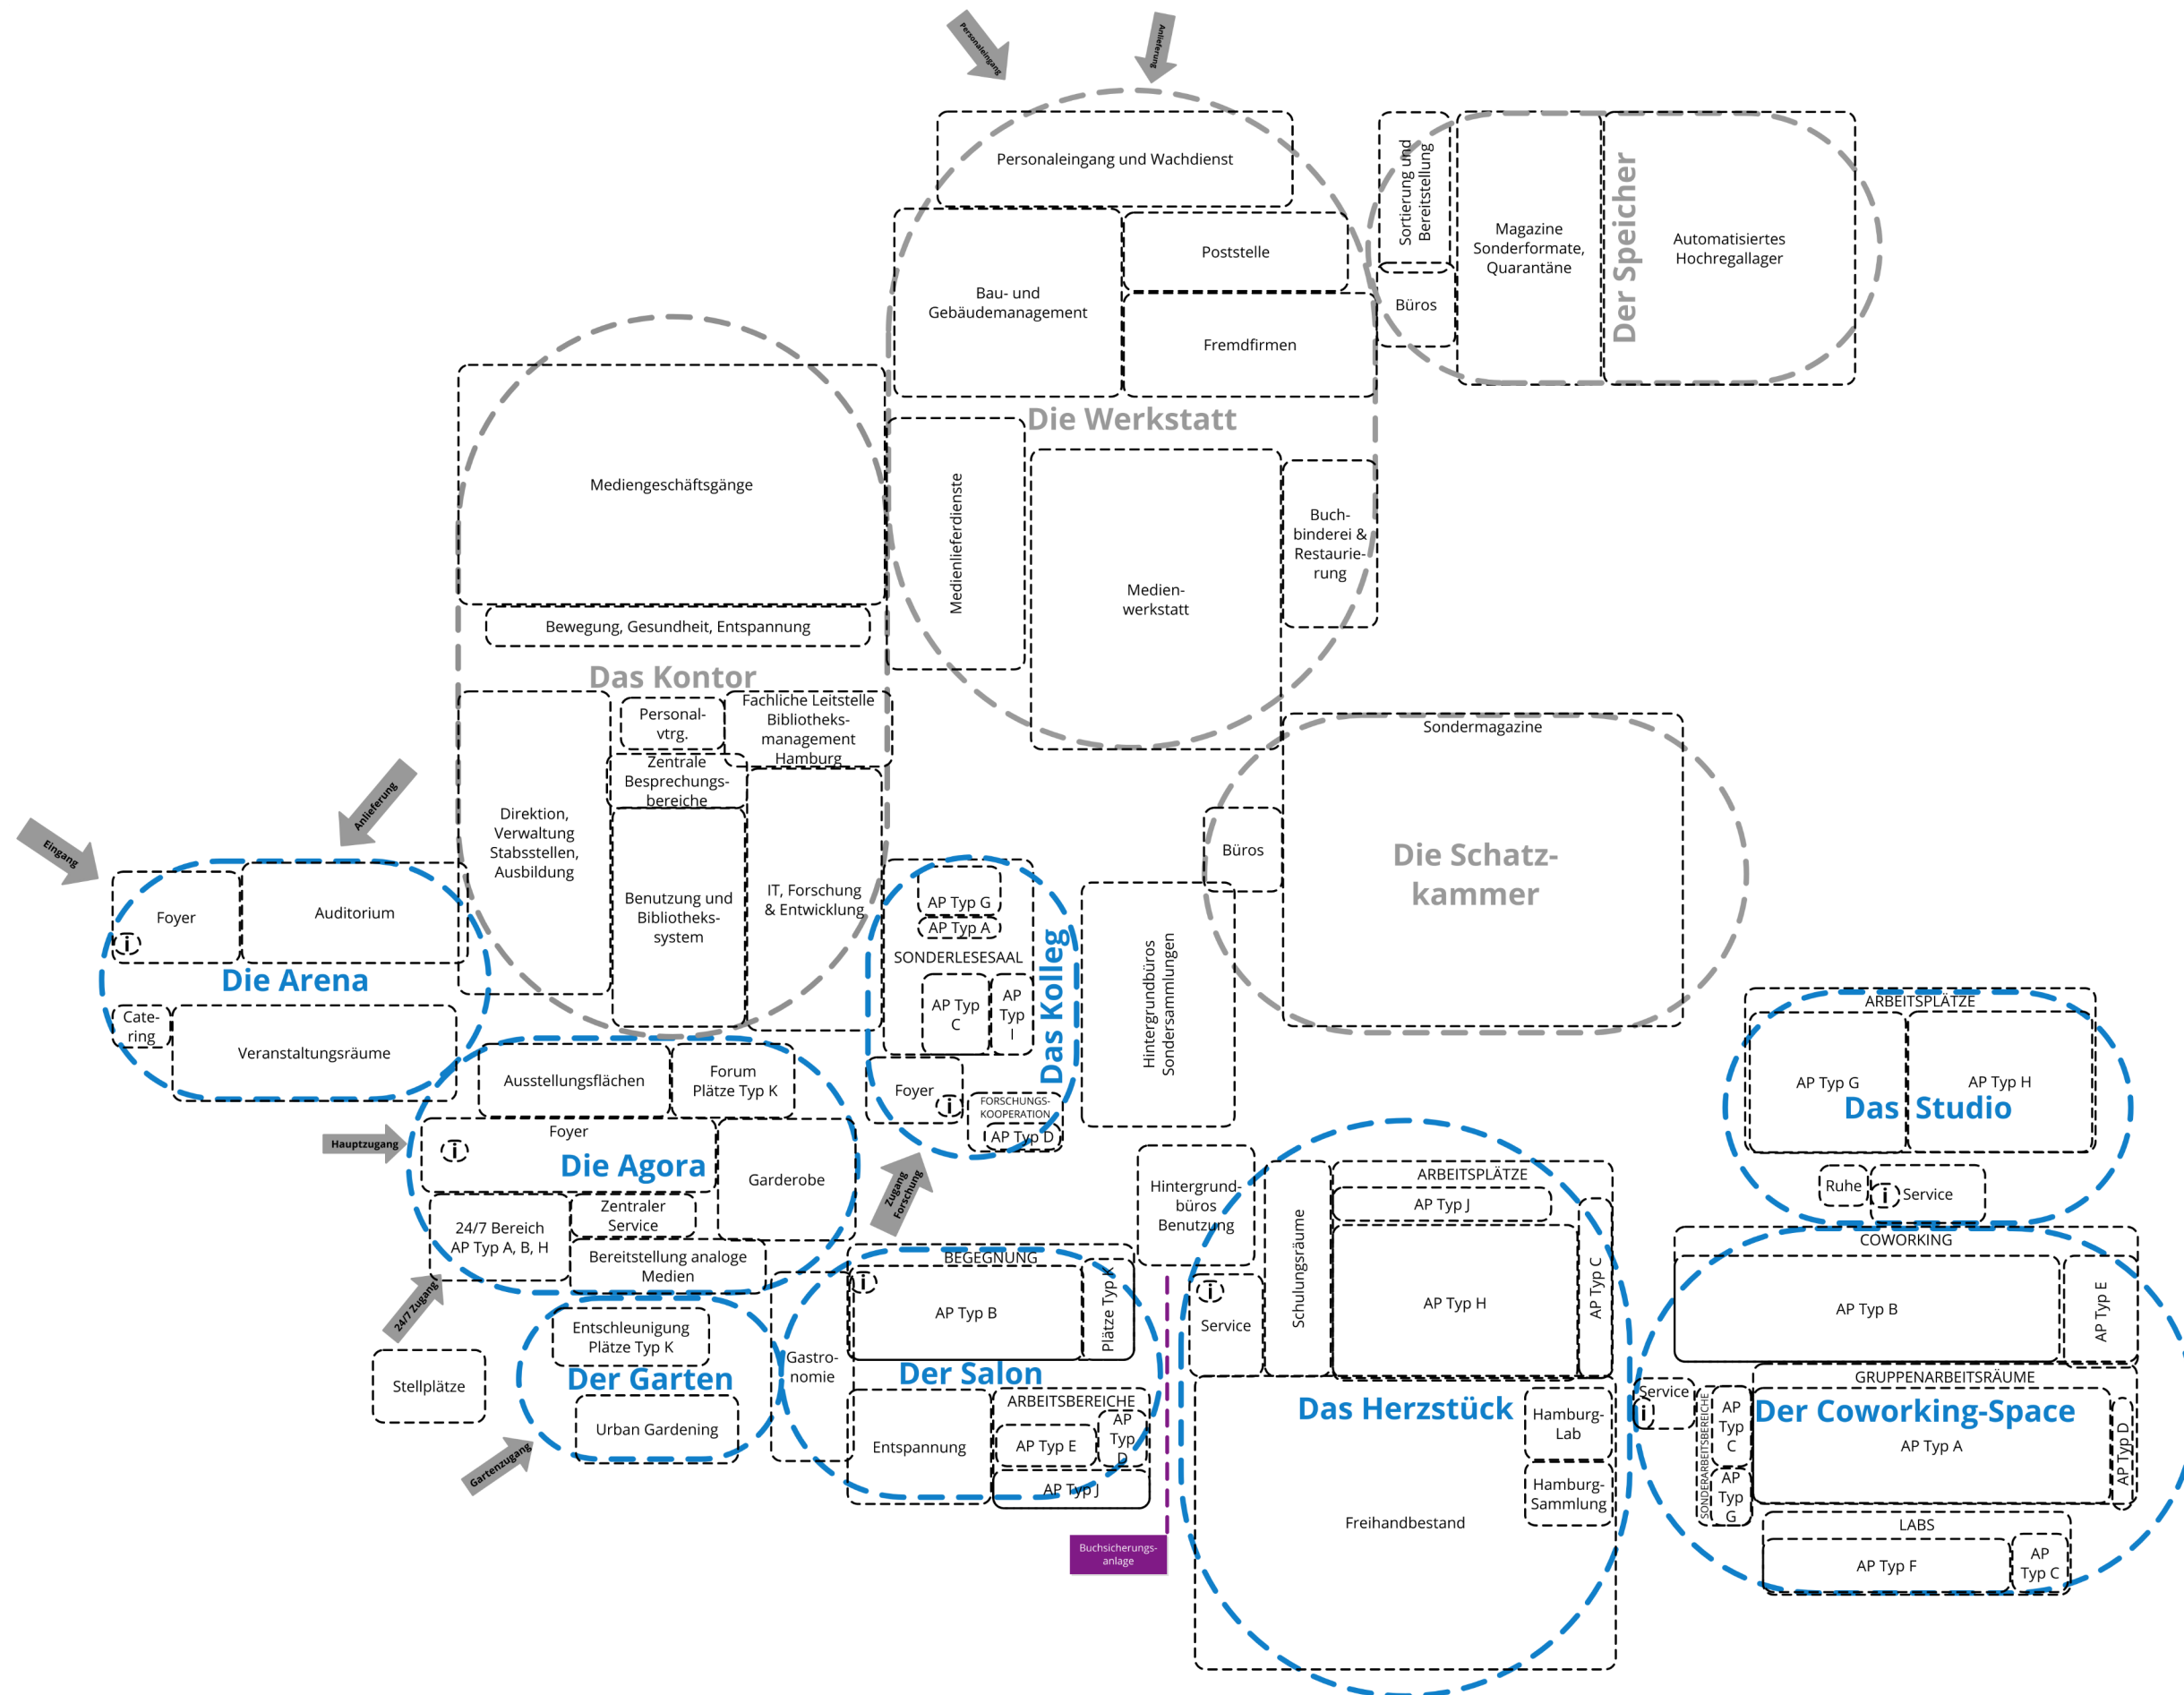 Personaleingang
Anlieferung
Personaleingang und Wachdienst
Bau- und
Gebäudemanagement
Poststelle
Fremdfirmen
Die Werkstatt
Medienlieferdienste
Medien-
werkstatt
Buch-
binderei &
Restaurie-
rung
Sortierung und
Bereitstellung
Büros
Magazine
Sonderformate,
Quarantäne
Der Speicher
Automatisiertes
Hochregallager
Mediengeschäftsgänge
Bewegung, Gesundheit, Entspannung
Das Kontor
Direktion,
Verwaltung
Stabsstellen,
Ausbildung
Personal-
vtrg.
Fachliche Leitstelle
Bibliotheks-
management
Hamburg
Zentrale
Besprechungs-
bereiche
Benutzung und
Bibliotheks-
system
IT, Forschung
& Entwicklung
Sondermagazine
Büros
Die Schatz-
kammer
Eingang
Anlieferung
Foyer
i
Auditorium
Die Arena
Cate-
ring
Veranstaltungsräume
AP Typ G
AP Typ A
SONDERLESESAAL
AP Typ
C
AP
Typ
I
Das Kolleg
Foyer
i
FORSCHUNGS-
KOOPERATION
AP Typ D
Zugang
Forschung
Hintergrundbüros
Sondersammlungen
Hauptzugang
Ausstellungsflächen
Forum
Plätze Typ K
Foyer
i
Die Agora
Garderobe
24/7 Bereich
AP Typ A, B, H
Zentraler
Service
Bereitstellung analoge
Medien
24/7 Zugang
Stellplätze
Entschleunigung
Plätze Typ K
Der Garten
Urban Gardening
Gartenzugang
Gastro-
nomie
BEGEGNUNG
i
AP Typ B
Plätze Typ K
Der Salon
Entspannung
ARBEITSBEREICHE
AP Typ E
AP
Typ
D
AP Typ J
Buchsicherungs-
anlage
Hintergrund-
büros
Benutzung
i
Service
Schulungsräume
ARBEITSPLÄTZE
AP Typ J
AP Typ H
AP Typ C
Das Herzstück
Hamburg-
Lab
Hamburg-
Sammlung
Freihandbestand
ARBEITSPLÄTZE
AP Typ G
AP Typ H
Das Studio
Ruhe
i
Service
COWORKING
AP Typ B
AP Typ E
GRUPPENARBEITSRÄUME
Service
i
SONDERARBEITSBEREICHE
AP
Typ
C
AP
Typ
G
Der Coworking-Space
AP Typ A
AP Typ D
LABS
AP Typ F
AP
Typ C